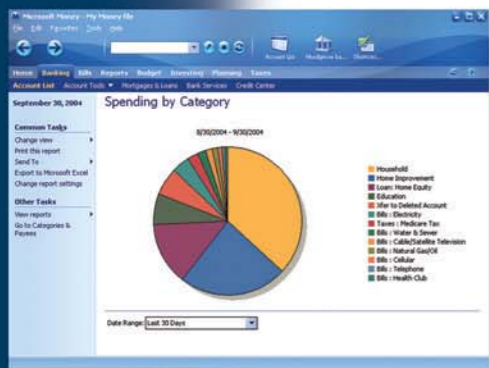 Microsoft Money - My Money file
File Edit Favorites Tools Help
Home Banking Bills Reports Budget Investing Planning Taxes
Account List Account Tools Mortgages & Loans Bank Services Credit Center
September 30, 2004
Spending by Category
Common Tasks
Change view
Print this report
Send To
Export to Microsoft Excel
Change report settings
Other Tasks
View reports
Go to Categories &
Payees
8/30/2004 - 9/30/2004
Household
Home Improvement
Loan: Home Equity
Education
Xfer to Deleted Account
Bills : Electricity
Taxes : Medicare Tax
Bills : Water & Sewer
Bills : Cable/Satellite Television
Bills : Natural Gas/Oil
Bills : Cellular
Bills : Telephone
Bills : Health Club
Date Range: Last 30 Days